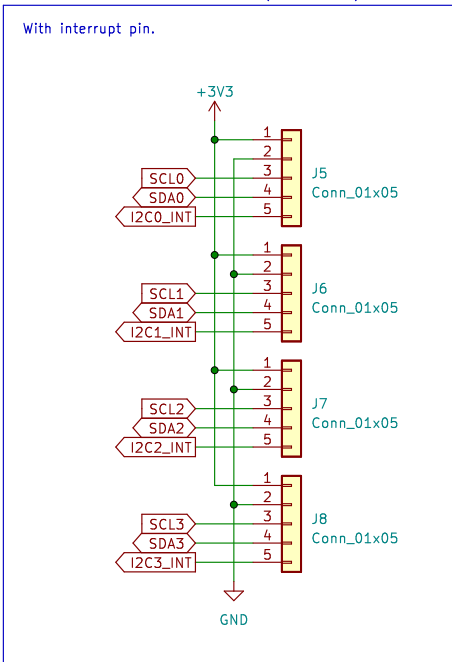 With interrupt pin.
+3V3
1
2
SCL0 3
SDA0 4
I2C0_INT 5
J5
Conn_01x05
1
2
SCL1 3
SDA1 4
I2C1_INT 5
J6
Conn_01x05
1
2
SCL2 3
SDA2 4
I2C2_INT 5
J7
Conn_01x05
1
2
SCL3 3
SDA3 4
I2C3_INT 5
J8
Conn_01x05
GND